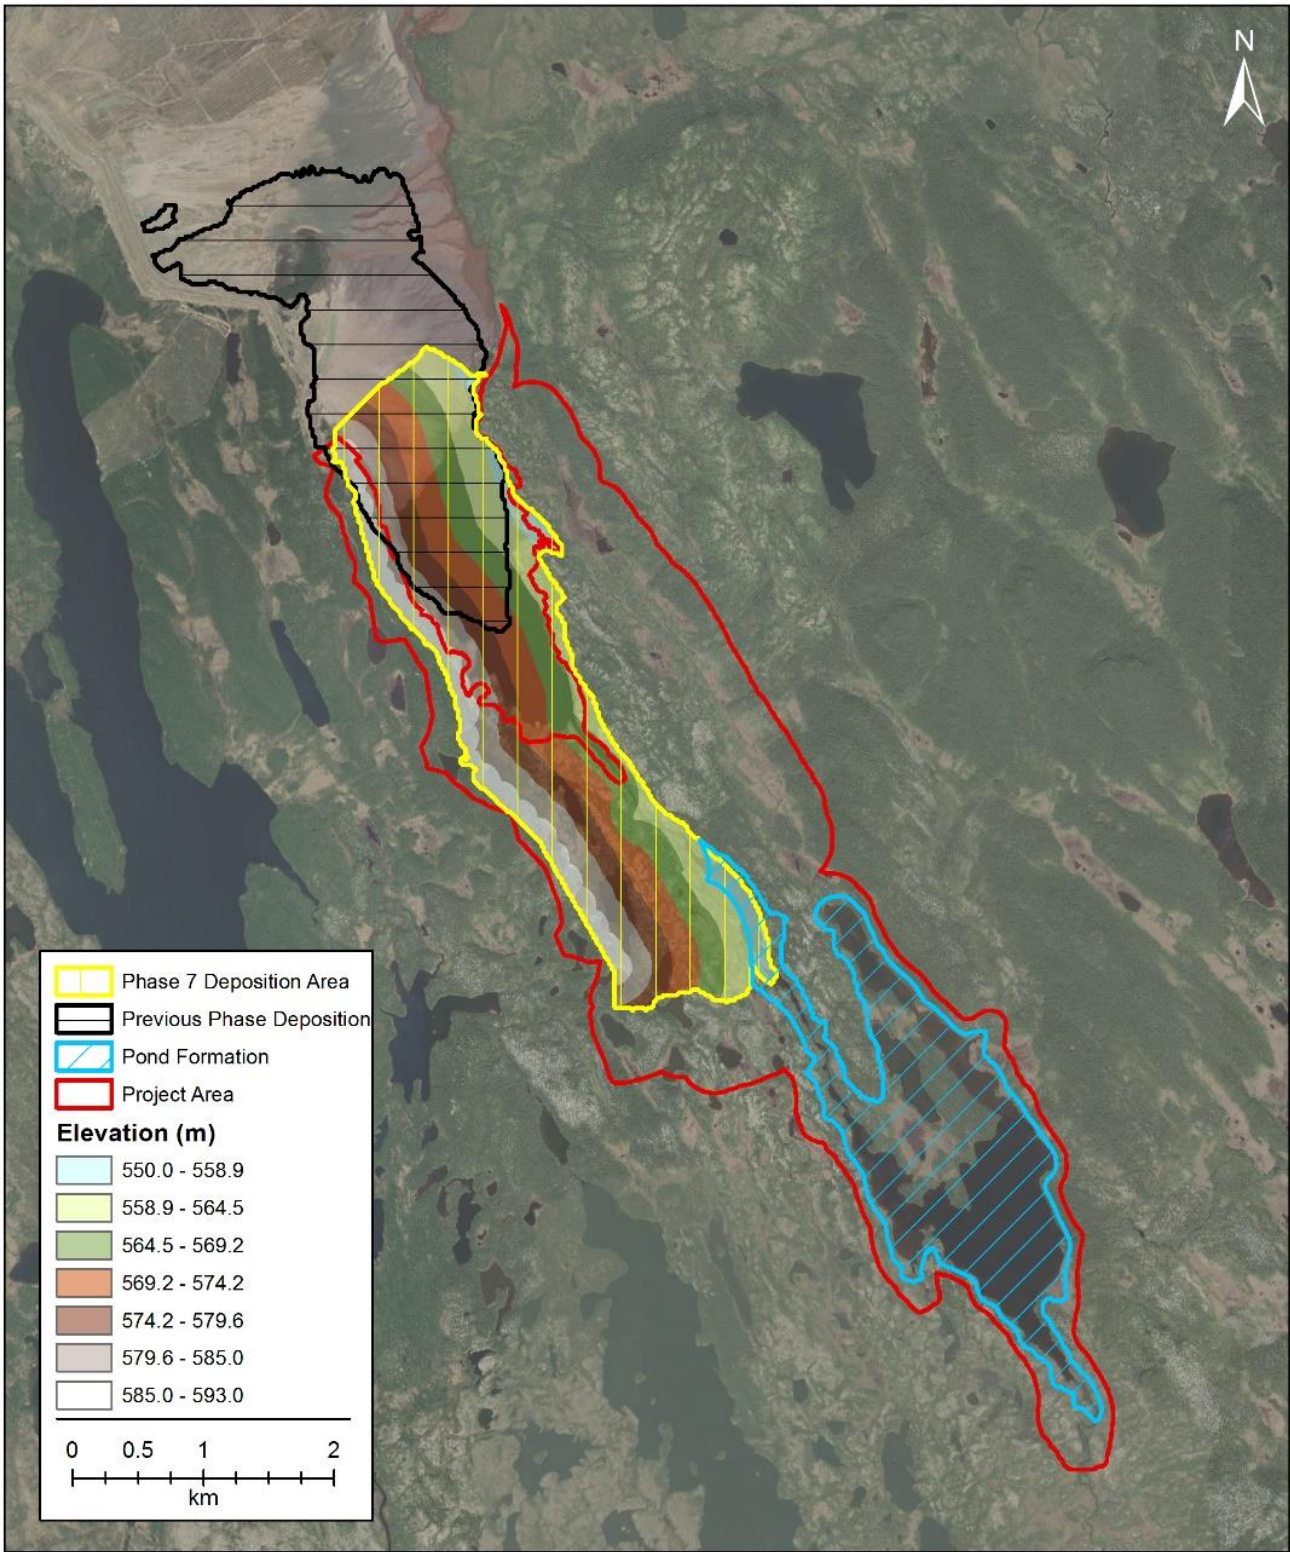 N
Phase 7 Deposition Area
Previous Phase Deposition
Pond Formation
Project Area
Elevation (m)
550.0 - 558.9
558.9 - 564.5
564.5 - 569.2
569.2 - 574.2
574.2 - 579.6
579.6 - 585.0
585.0 - 593.0
0 0.5 1 2
km